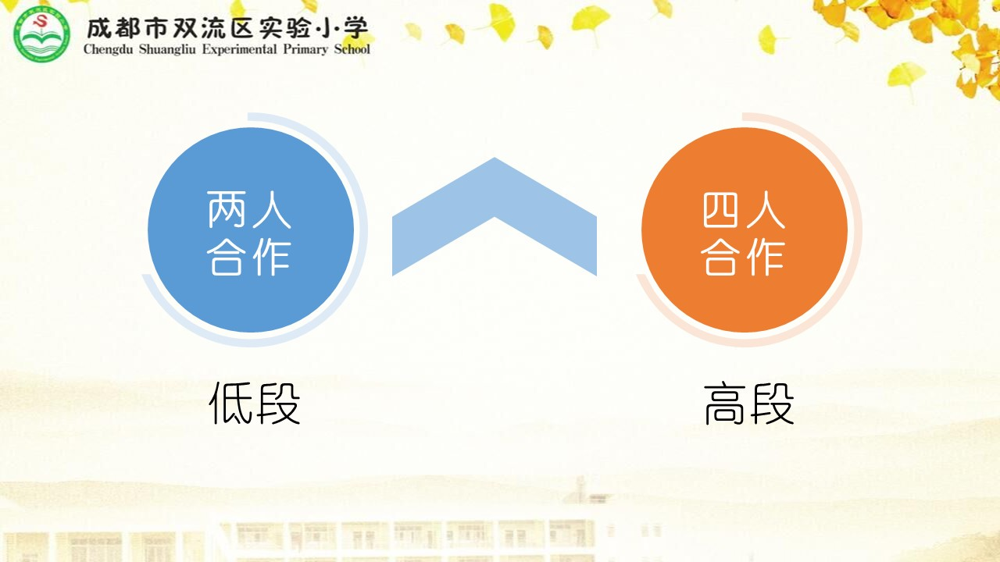 成都市双流区实验小学
Chengdu Shuangliu Experimental Primary School
两人
合作
四人
合作
低段
高段